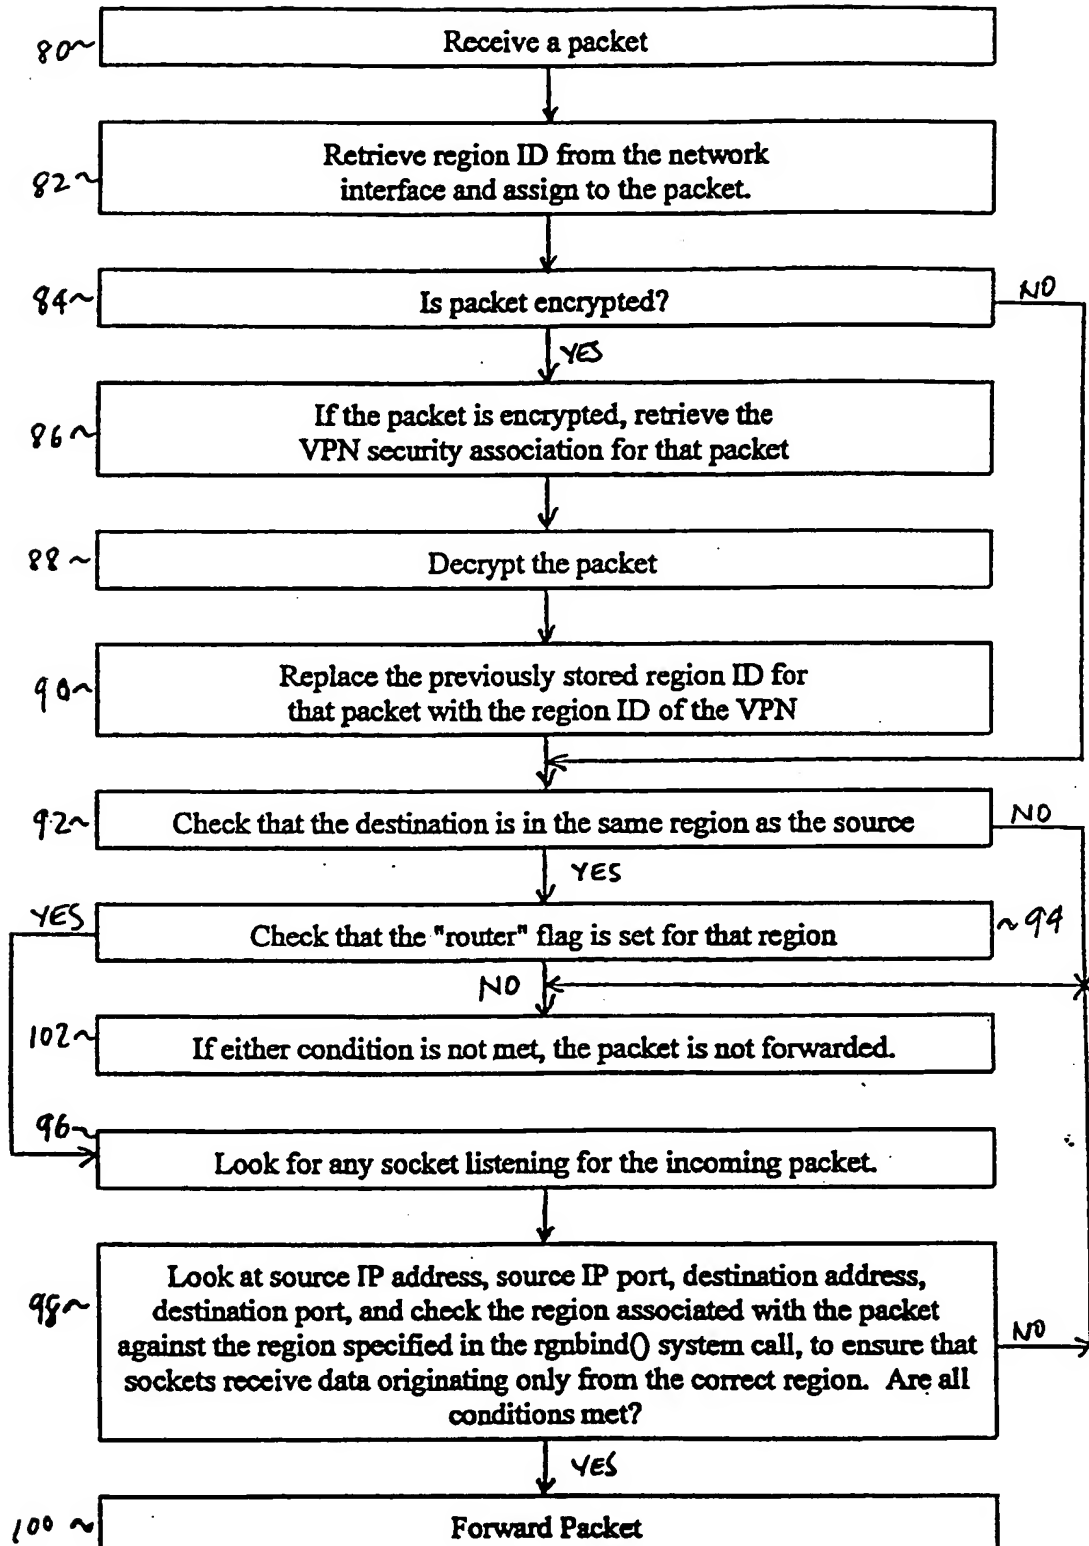 80~
Receive a packet
82~
Retrieve region ID from the network
interface and assign to the packet.
84~
Is packet encrypted?
NO
YES
86~
If the packet is encrypted, retrieve the
VPN security association for that packet
88~
Decrypt the packet
90~
Replace the previously stored region ID for
that packet with the region ID of the VPN
92~
Check that the destination is in the same region as the source
NO
YES
YES
Check that the "router" flag is set for that region
~94
NO
102~
If either condition is not met, the packet is not forwarded.
96~
Look for any socket listening for the incoming packet.
98~
Look at source IP address, source IP port, destination address,
destination port, and check the region associated with the packet
against the region specified in the rgnbind() system call, to ensure that
sockets receive data originating only from the correct region. Are all
conditions met?
NO
YES
100~
Forward Packet